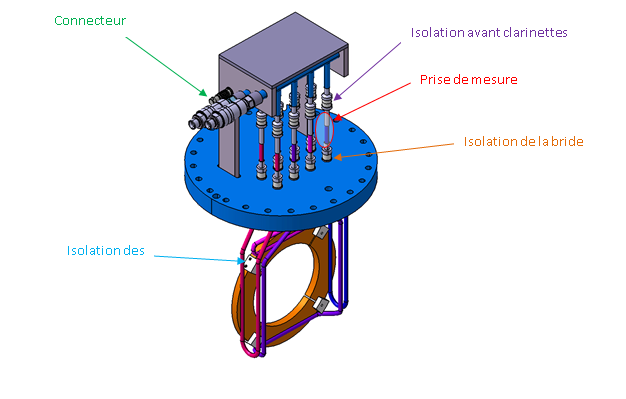 Connecteur
Isolation avant clarinettes
Prise de mesure
Isolation de la bride
Isolation des